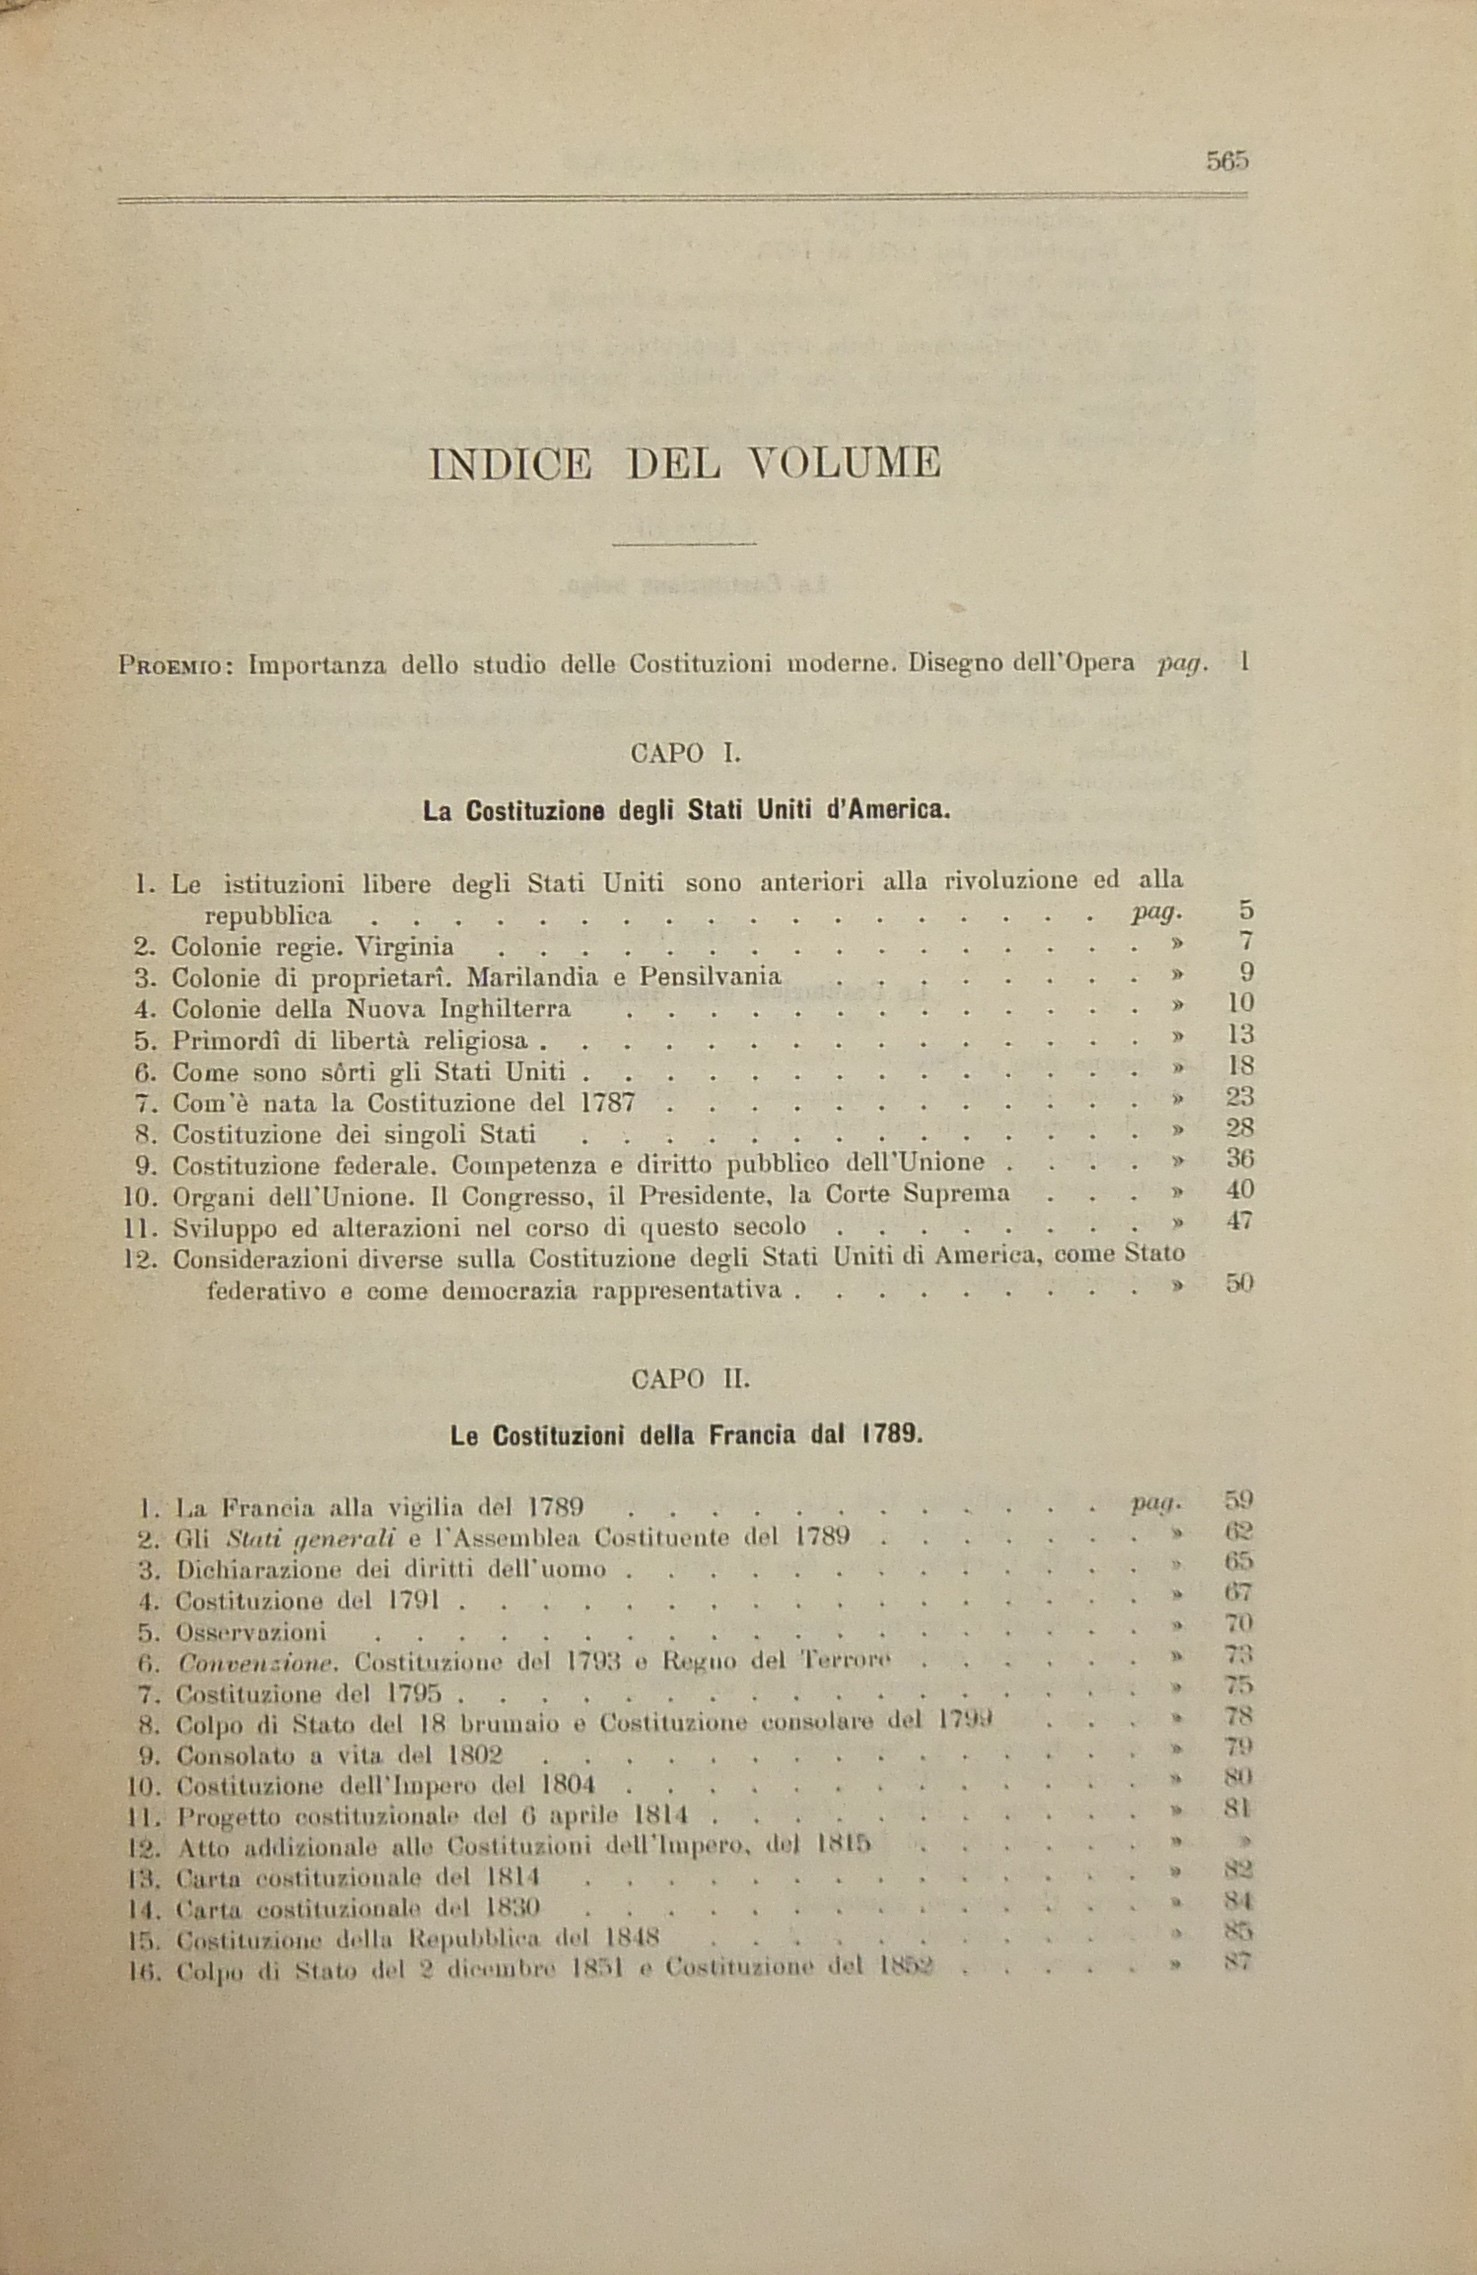 565
INDICE DEL VOLUME
PROEMIO: Importanza dello studio delle Costituzioni moderne. Disegno dell'Opera pag. 1
CAPO I.
La Costituzione degli Stati Uniti d'America.
1. Le istituzioni libere degli Stati Uniti sono anteriori alla rivoluzione ed alla
repubblica . . . . . . . . . . . . . . . . . . pag. 5
2. Colonie regie. Virginia . . . . . . . . . . . . . . . . » 7
3. Colonie di proprietarî. Marilandia e Pensilvania . . . . . . . . » 9
4. Colonie della Nuova Inghilterra . . . . . . . . . . . . . » 10
5. Primordî di libertà religiosa . . . . . . . . . . . . . . . » 13
6. Come sono sôrti gli Stati Uniti . . . . . . . . . . . . . . » 18
7. Com'è nata la Costituzione del 1787 . . . . . . . . . . . . » 23
8. Costituzione dei singoli Stati . . . . . . . . . . . . . . » 28
9. Costituzione federale. Competenza e diritto pubblico dell'Unione . . . . » 36
10. Organi dell'Unione. Il Congresso, il Presidente, la Corte Suprema . . . » 40
11. Sviluppo ed alterazioni nel corso di questo secolo . . . . . . . . » 47
12. Considerazioni diverse sulla Costituzione degli Stati Uniti di America, come Stato
federativo e come democrazia rappresentativa . . . . . . . . . » 50
CAPO II.
Le Costituzioni della Francia dal 1789.
1. La Francia alla vigilia del 1789 . . . . . . . . . . . . pag. 59
2. Gli Stati generali e l'Assemblea Costituente del 1789 . . . . . . . » 62
3. Dichiarazione dei diritti dell'uomo . . . . . . . . . . . . . » 65
4. Costituzione del 1791 . . . . . . . . . . . . . . . . . » 67
5. Osservazioni . . . . . . . . . . . . . . . . . . . » 70
6. Convenzione. Costituzione del 1793 e Regno del Terrore . . . . . . » 73
7. Costituzione del 1795 . . . . . . . . . . . . . . . . . » 75
8. Colpo di Stato del 18 brumaio e Costituzione consolare del 1799 . . . » 78
9. Consolato a vita del 1802 . . . . . . . . . . . . . . . » 79
10. Costituzione dell'Impero del 1804 . . . . . . . . . . . . . » 80
11. Progetto costituzionale del 6 aprile 1814 . . . . . . . . . . . » 81
12. Atto addizionale alle Costituzioni dell'Impero, del 1815 . . . . . . » »
13. Carta costituzionale del 1814 . . . . . . . . . . . . . . » 82
14. Carta costituzionale del 1830 . . . . . . . . . . . . . . » 84
15. Costituzione della Repubblica del 1848 . . . . . . . . . . . » 85
16. Colpo di Stato del 2 dicembre 1851 e Costituzione del 1852 . . . . . » 87